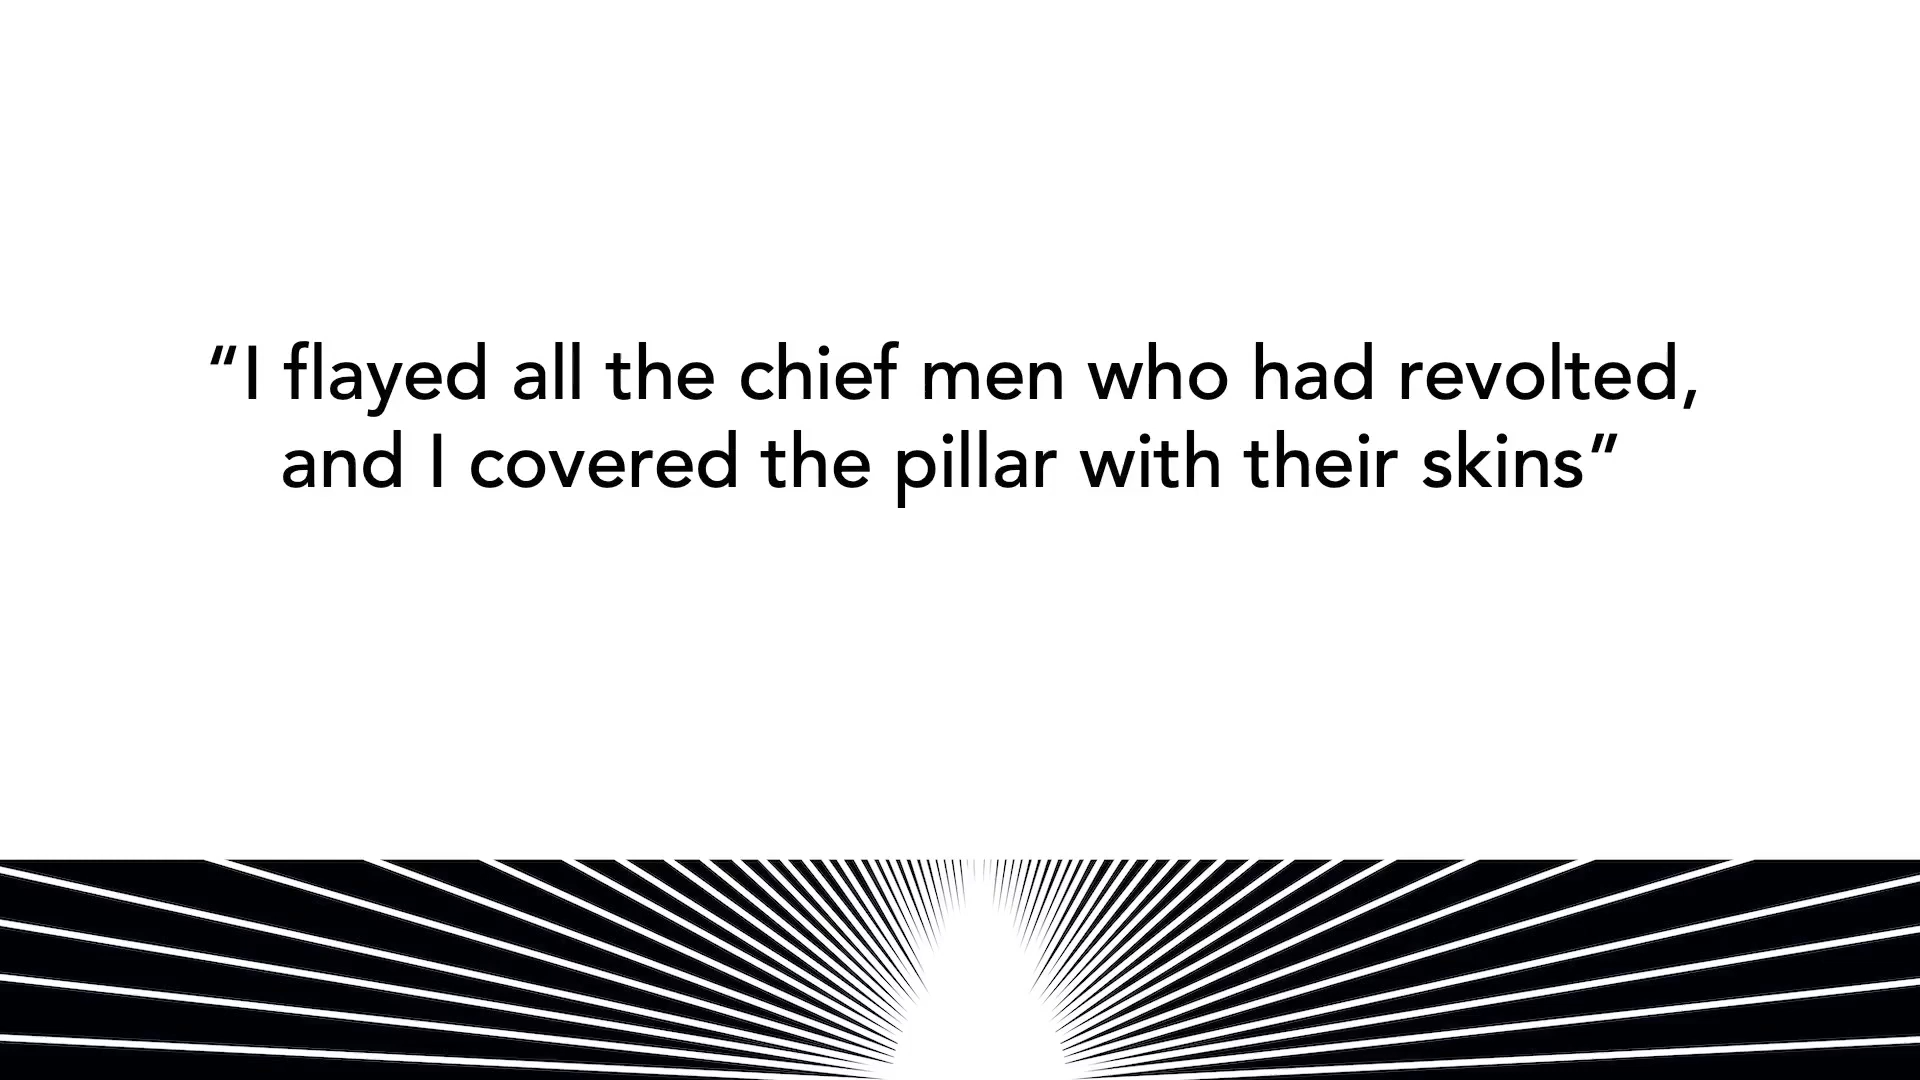 “I flayed all the chief men who had revolted,
and I covered the pillar with their skins”